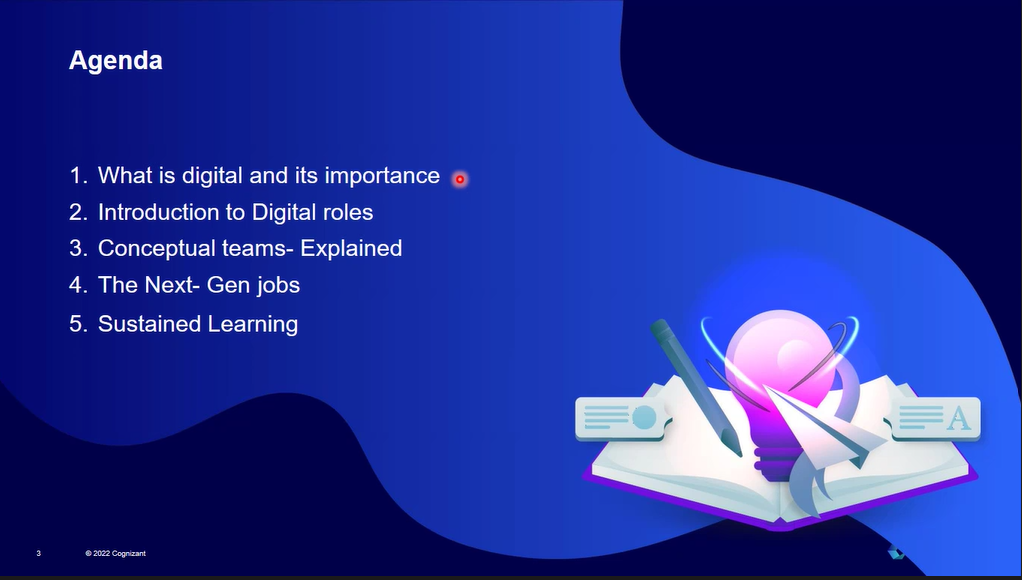 Agenda
1. What is digital and its importance
2. Introduction to Digital roles
3. Conceptual teams- Explained
4. The Next- Gen jobs
5. Sustained Learning
A
3 © 2022 Cognizant